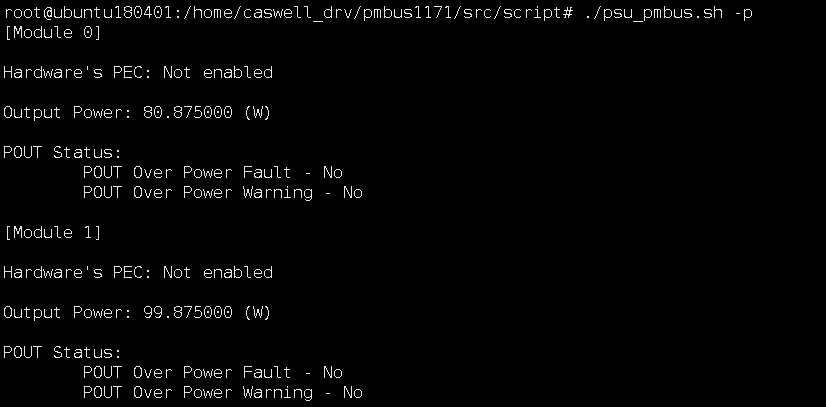 root@ubuntu180401:/home/caswell_drv/pmbus1171/src/script# ./psu_pmbus.sh -p
[Module 0]
Hardware's PEC: Not enabled
Output Power: 80.875000 (W)
POUT Status:
POUT Over Power Fault - No
POUT Over Power Warning - No
[Module 1]
Hardware's PEC: Not enabled
Output Power: 99.875000 (W)
POUT Status:
POUT Over Power Fault - No
POUT Over Power Warning - No